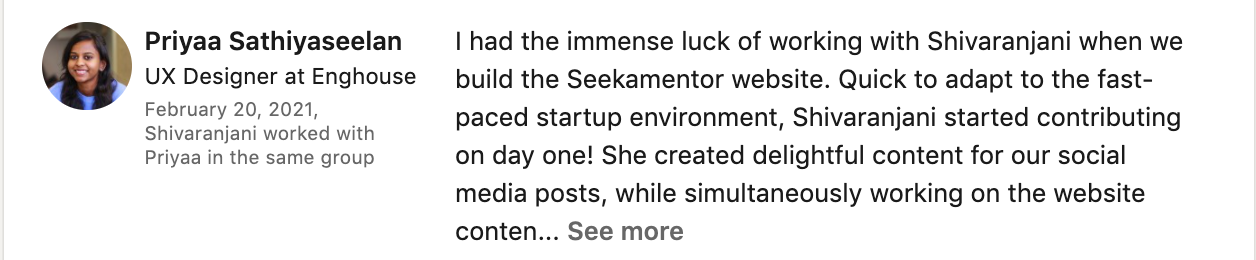 Priyaa Sathiyaseelan
UX Designer at Enghouse
February 20, 2021,
Shivaranjani worked with
Priyaa in the same group
I had the immense luck of working with Shivaranjani when we
build the Seekamentor website. Quick to adapt to the fast-
paced startup environment, Shivaranjani started contributing
on day one! She created delightful content for our social
media posts, while simultaneously working on the website
conten... See more